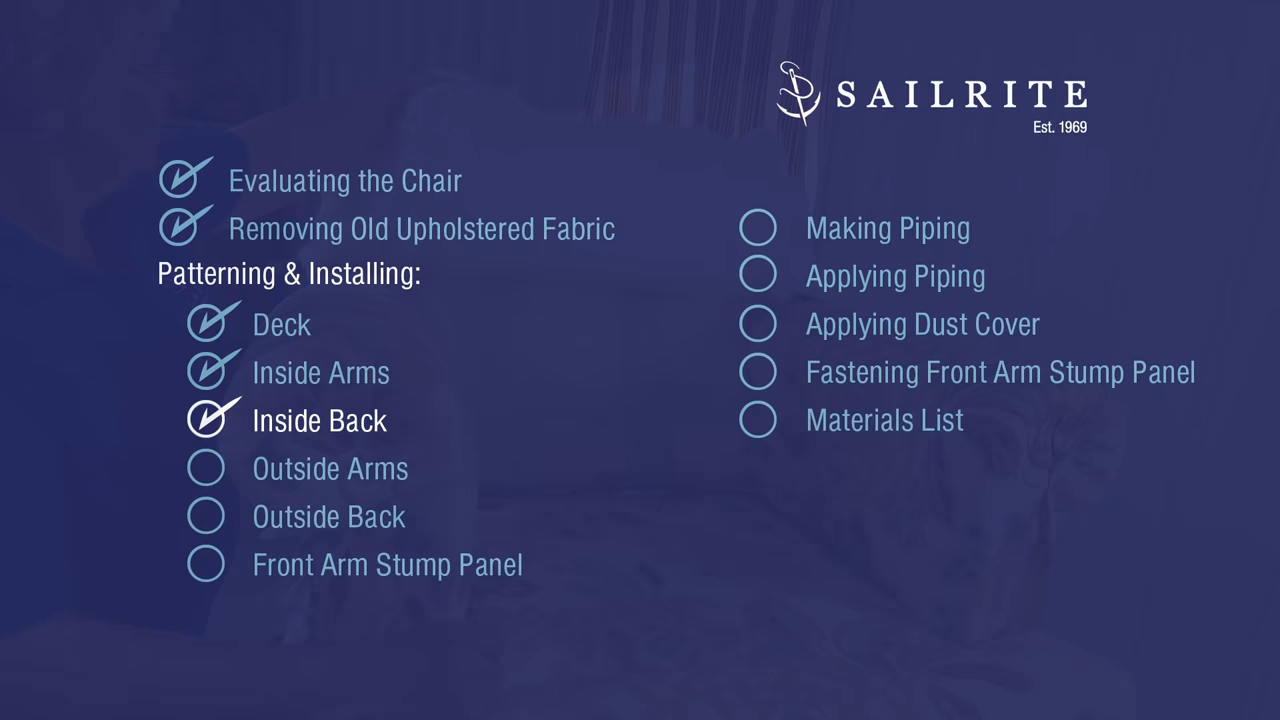 SAILRITE
Est. 1969
Evaluating the Chair
Removing Old Upholstered Fabric
Patterning & Installing:
Deck
Inside Arms
Inside Back
Outside Arms
Outside Back
Front Arm Stump Panel
Making Piping
Applying Piping
Applying Dust Cover
Fastening Front Arm Stump Panel
Materials List